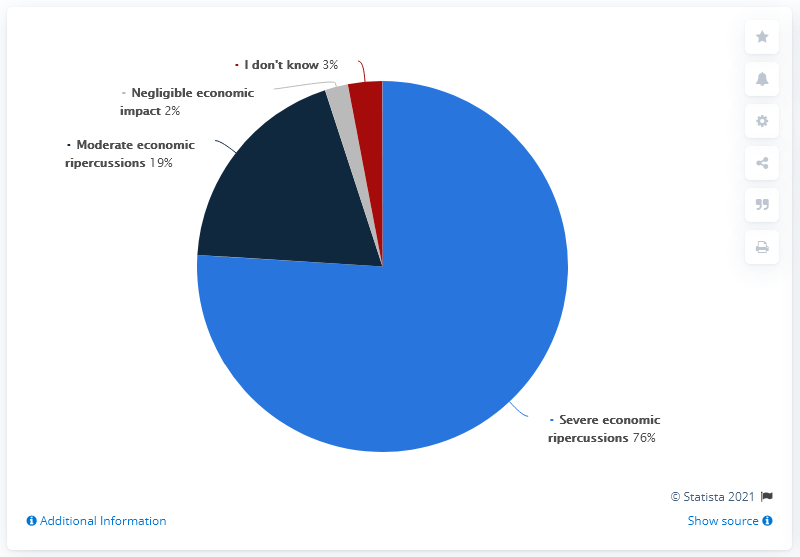 I don't know 3%
Negligible economic
impact 2%
Moderate economic
ripercussions 19%
Severe economic
ripercussions 76%
© Statista 2021
Additional Information
Show source